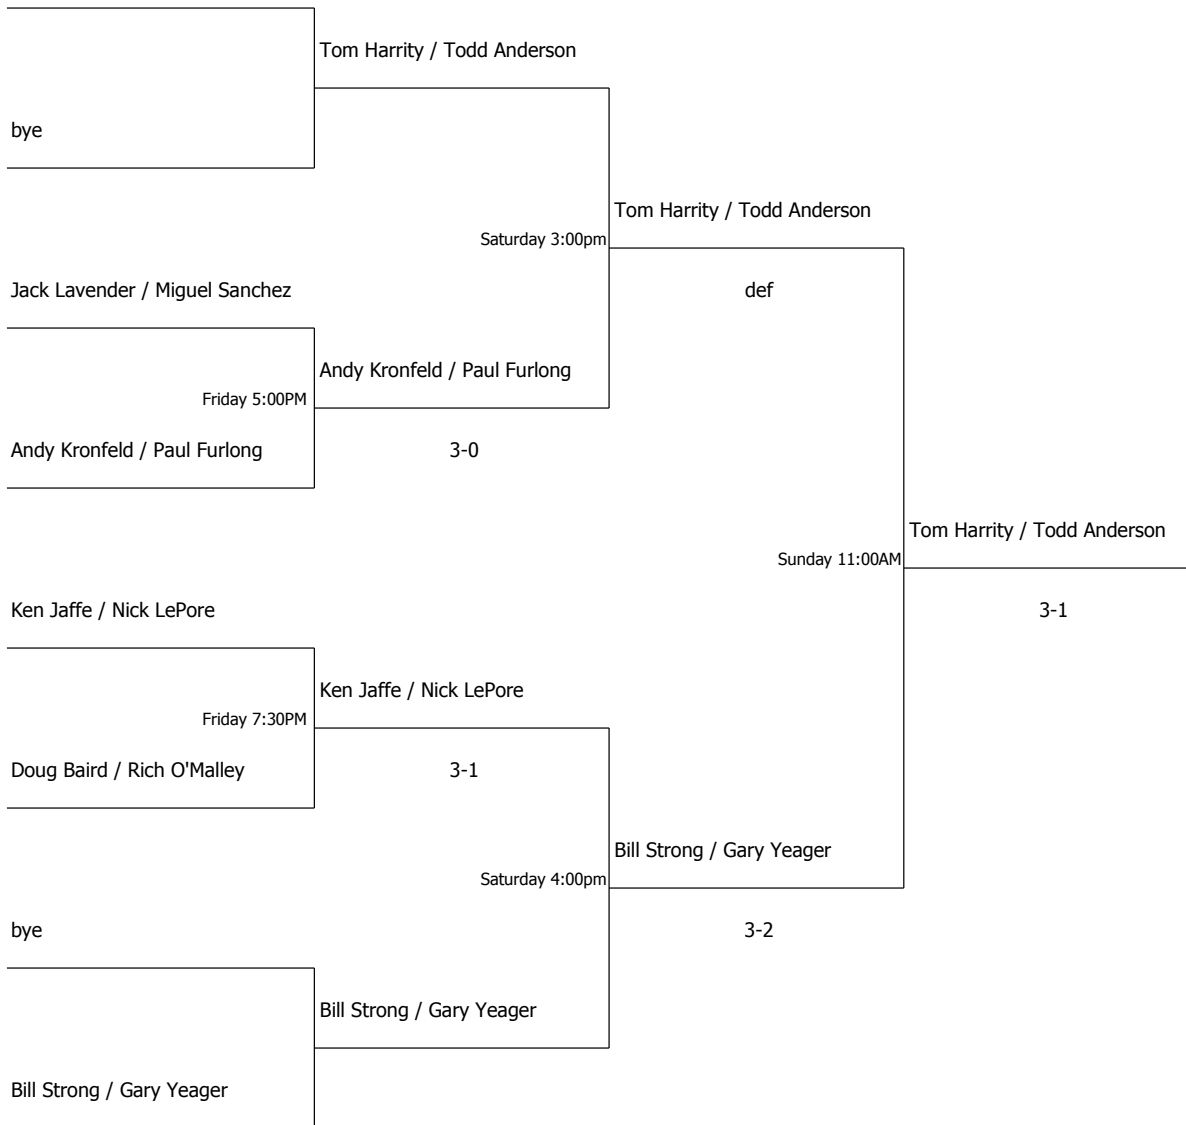 Tom Harrity / Todd Anderson
bye
Tom Harrity / Todd Anderson
Saturday 3:00pm
Jack Lavender / Miguel Sanchez
def
Andy Kronfeld / Paul Furlong
Friday 5:00PM
Andy Kronfeld / Paul Furlong
3-0
Tom Harrity / Todd Anderson
Sunday 11:00AM
Ken Jaffe / Nick LePore
3-1
Ken Jaffe / Nick LePore
Friday 7:30PM
Doug Baird / Rich O'Malley
3-1
Bill Strong / Gary Yeager
Saturday 4:00pm
bye
3-2
Bill Strong / Gary Yeager
Bill Strong / Gary Yeager